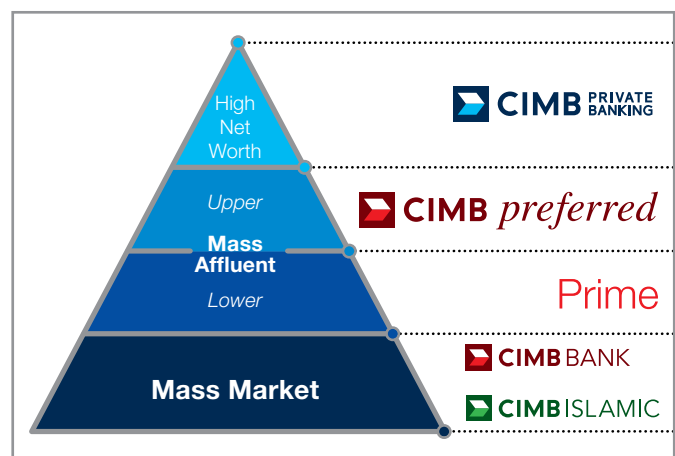 High
Net
Worth
CIMB PRIVATE
BANKING
Upper
CIMB preferred
Mass
Affluent
Lower
Prime
Mass Market
CIMB BANK
CIMB ISLAMIC